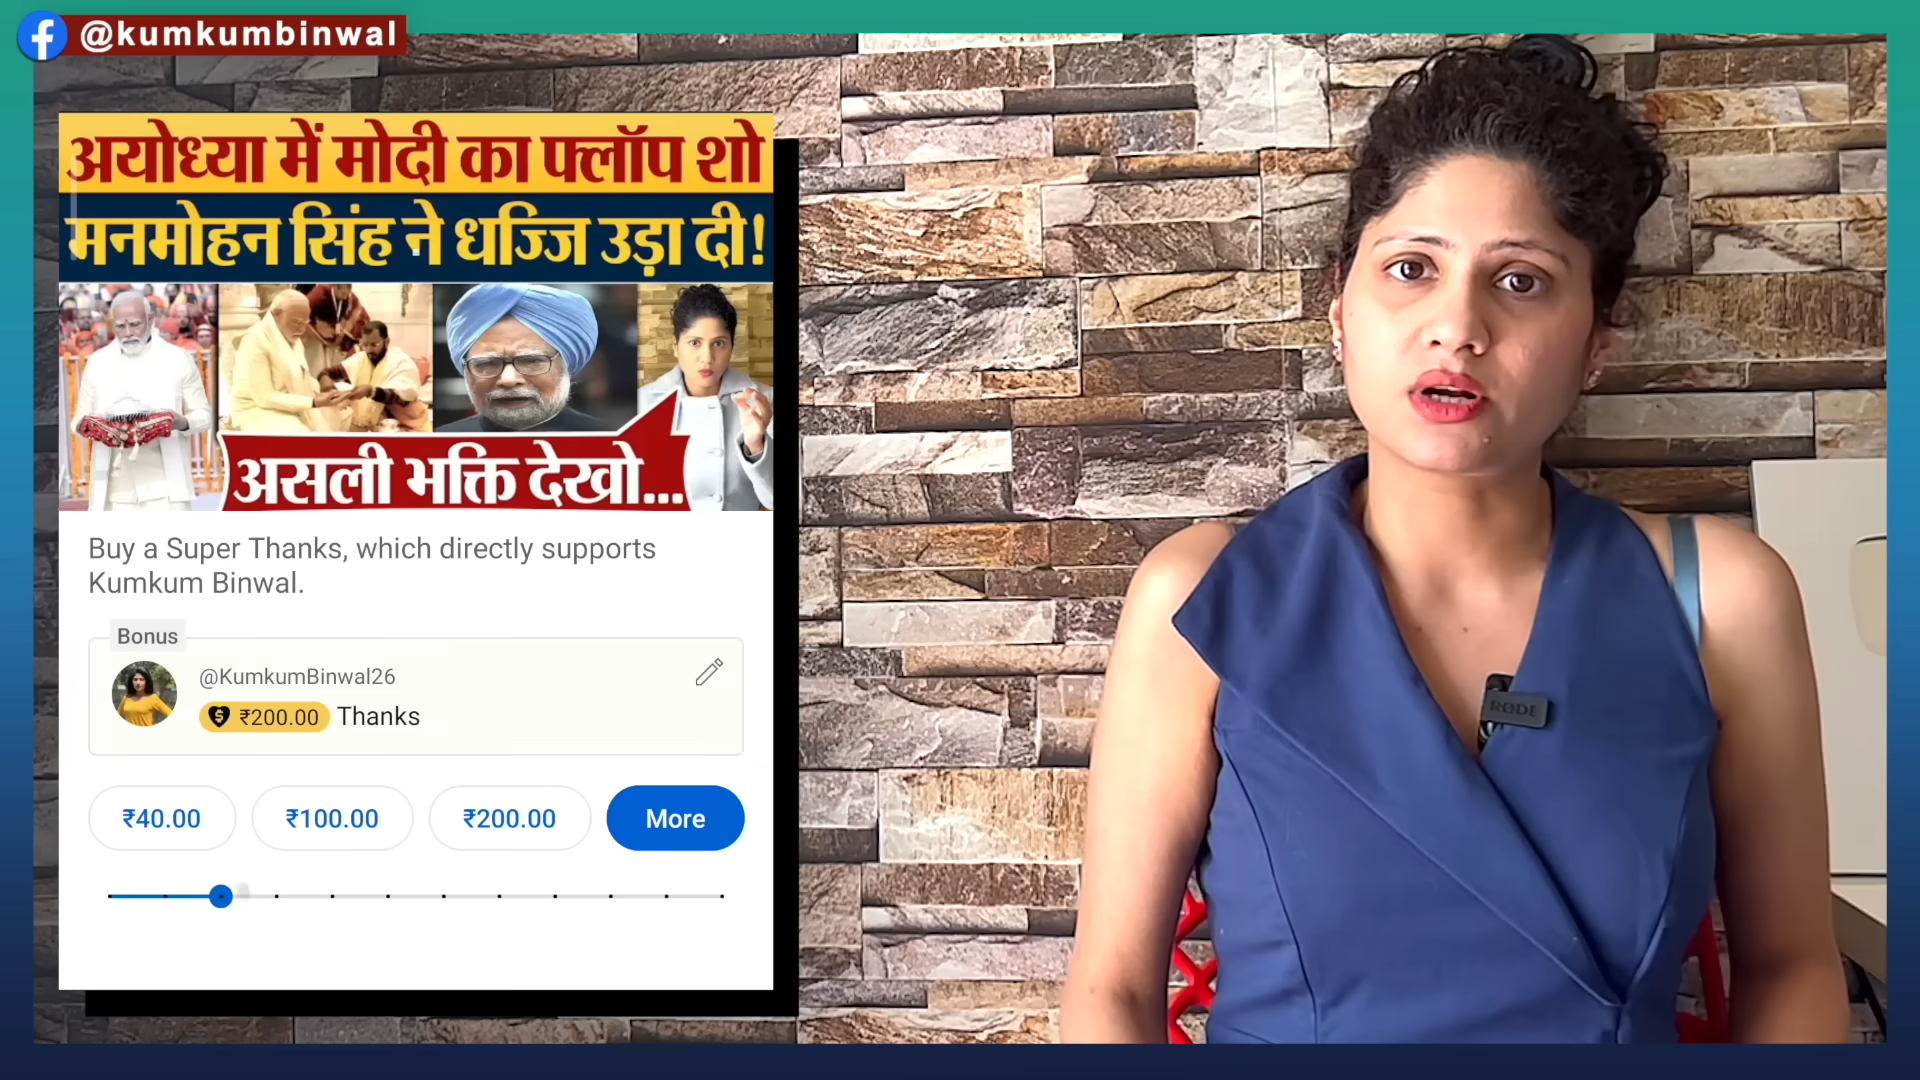 @kumkumbinwal
अयोध्या में मोदी का फ्लॉप शो
मनमोहन सिंह ने धज्जि उड़ा दी!
असली भक्ति देखो...
Buy a Super Thanks, which directly supports
Kumkum Binwal.
Bonus
@KumkumBinwal26
₹200.00 Thanks
₹40.00 ₹100.00 ₹200.00 More
RØDE